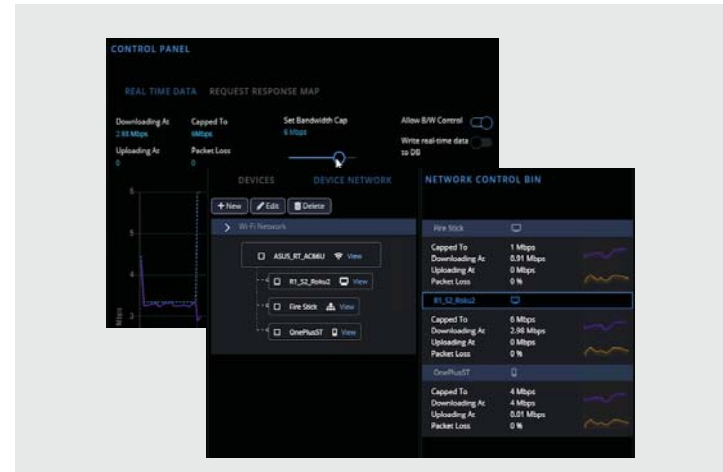 CONTROL PANEL
REAL TIME DATA REQUEST RESPONSE MAP
Downloading At Capped To Set Bandwidth Cap Allow B/W Control
2.98 Mbps 6Mbps 6 Mbps
Write real-time data to DB
Uploading At Packet Loss
0 0
6
5
4
3
Mbps
DEVICES DEVICE NETWORK
+ New Edit Delete
Wi-Fi Network
ASUS_RT_AC66U View
R1_S2_Roku2 View
Fire Stick View
OnePlus5T View
NETWORK CONTROL BIN
Fire Stick
Capped To 1 Mbps
Downloading At 0.91 Mbps
Uploading At 0 Mbps
Packet Loss 0 %
R1_S2_Roku2
Capped To 6 Mbps
Downloading At 2.98 Mbps
Uploading At 0 Mbps
Packet Loss 0 %
OnePlus5T
Capped To 4 Mbps
Downloading At 4 Mbps
Uploading At 0.01 Mbps
Packet Loss 0 %